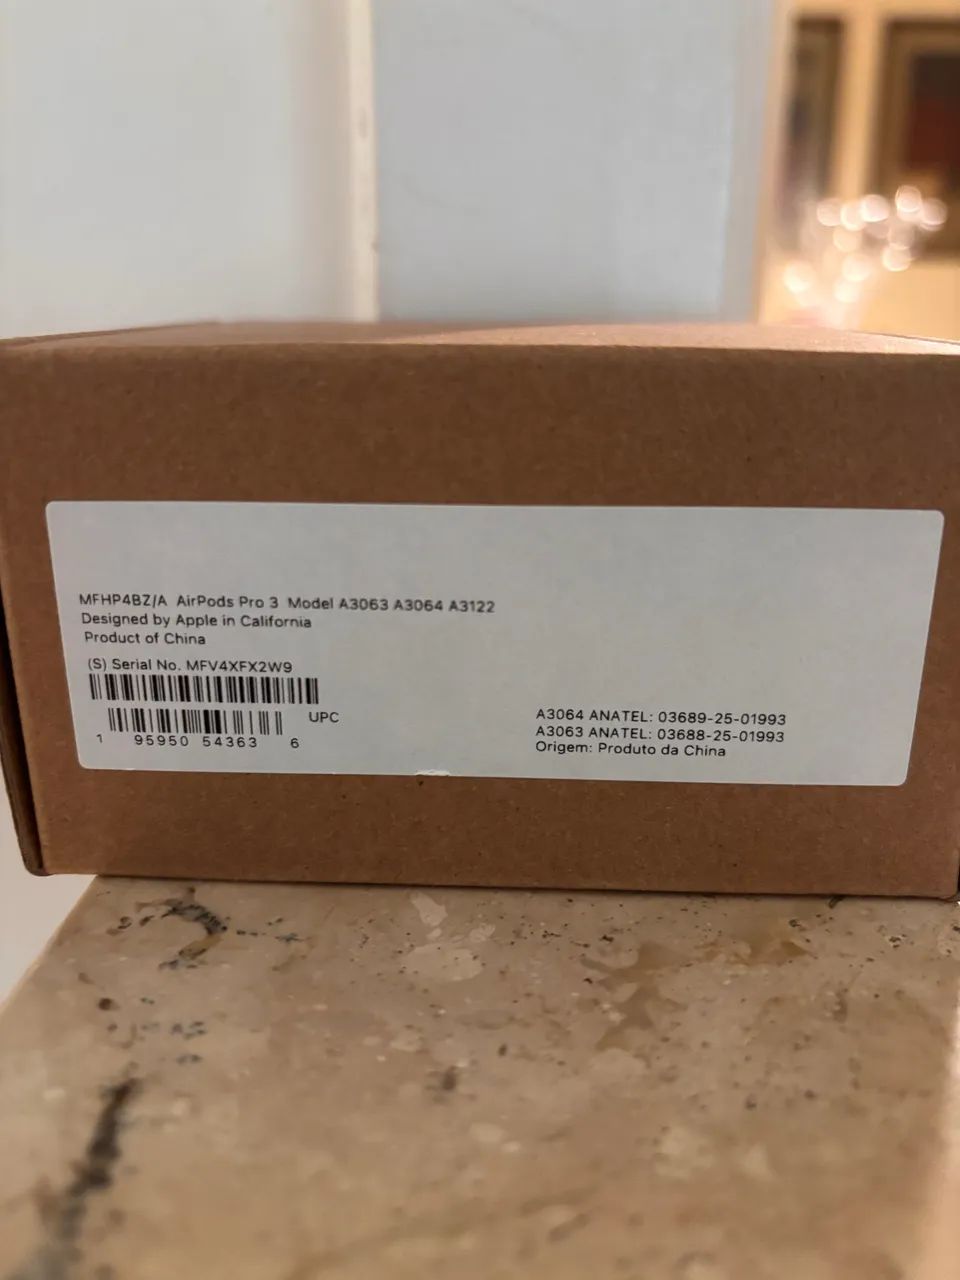 MFHP4BZ/A AirPods Pro 3 Model A3063 A3064 A3122
Designed by Apple in California
Product of China
(S) Serial No. MFV4XFX2W9
UPC
1 95950 54363 6
A3064 ANATEL: 03689-25-01993
A3063 ANATEL: 03688-25-01993
Origem: Produto da China